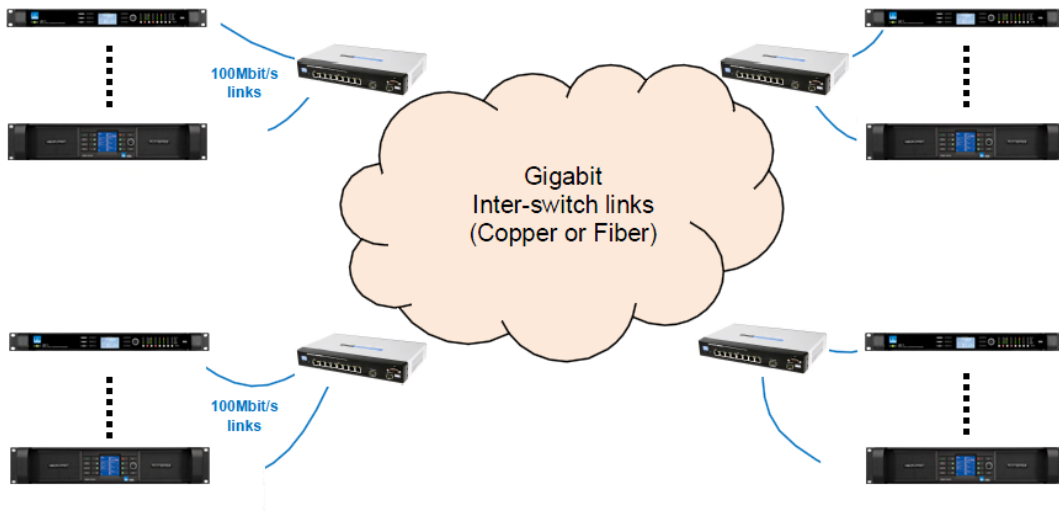 100Mbit/s
links
Gigabit
Inter-switch links
(Copper or Fiber)
100Mbit/s
links